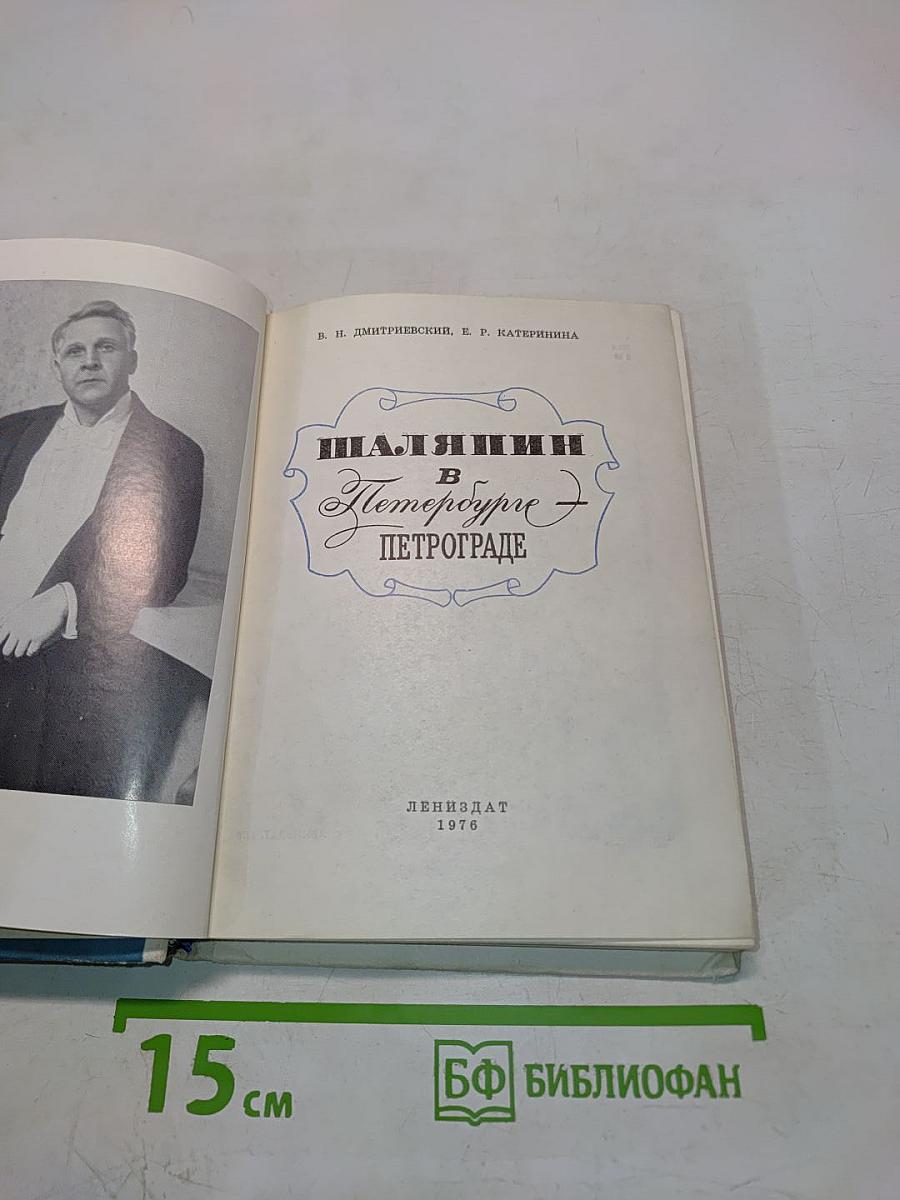 В. Н. ДМИТРИЕВСКИЙ, Е. Р. КАТЕРИНИНА
ШАЛЯПИН
В
Петербурге –
ПЕТРОГРАДЕ
ЛЕНИЗДАТ
1976
15 см
БФ БИБЛИОФАН